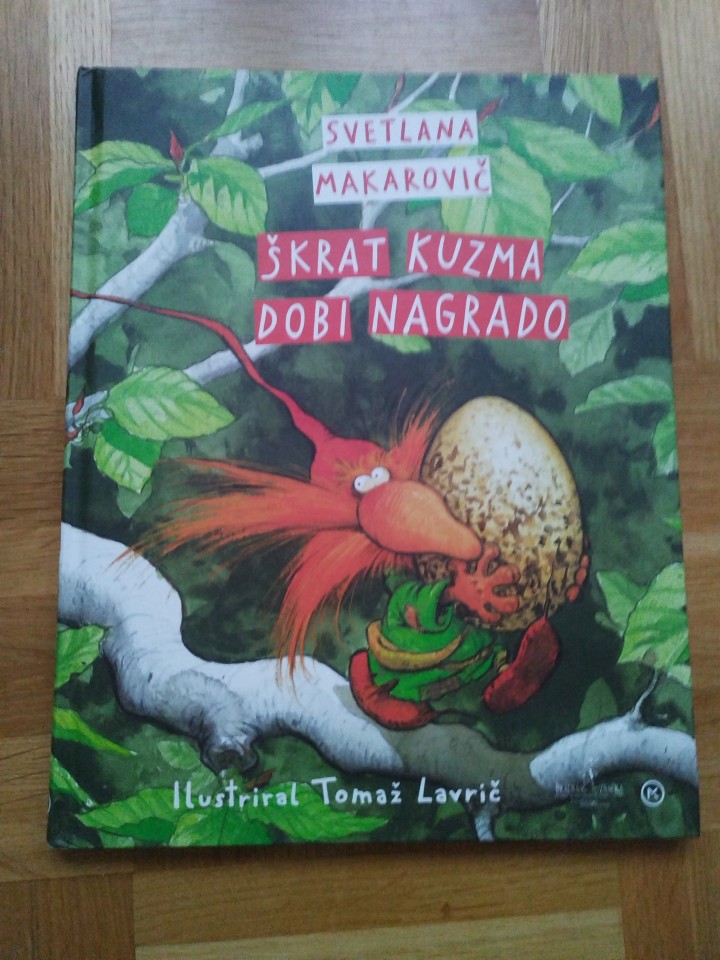 SVETLANA
MAKAROVIČ
ŠKRAT KUZMA
DOBI NAGRADO
Ilustriral Tomaž Lavrič